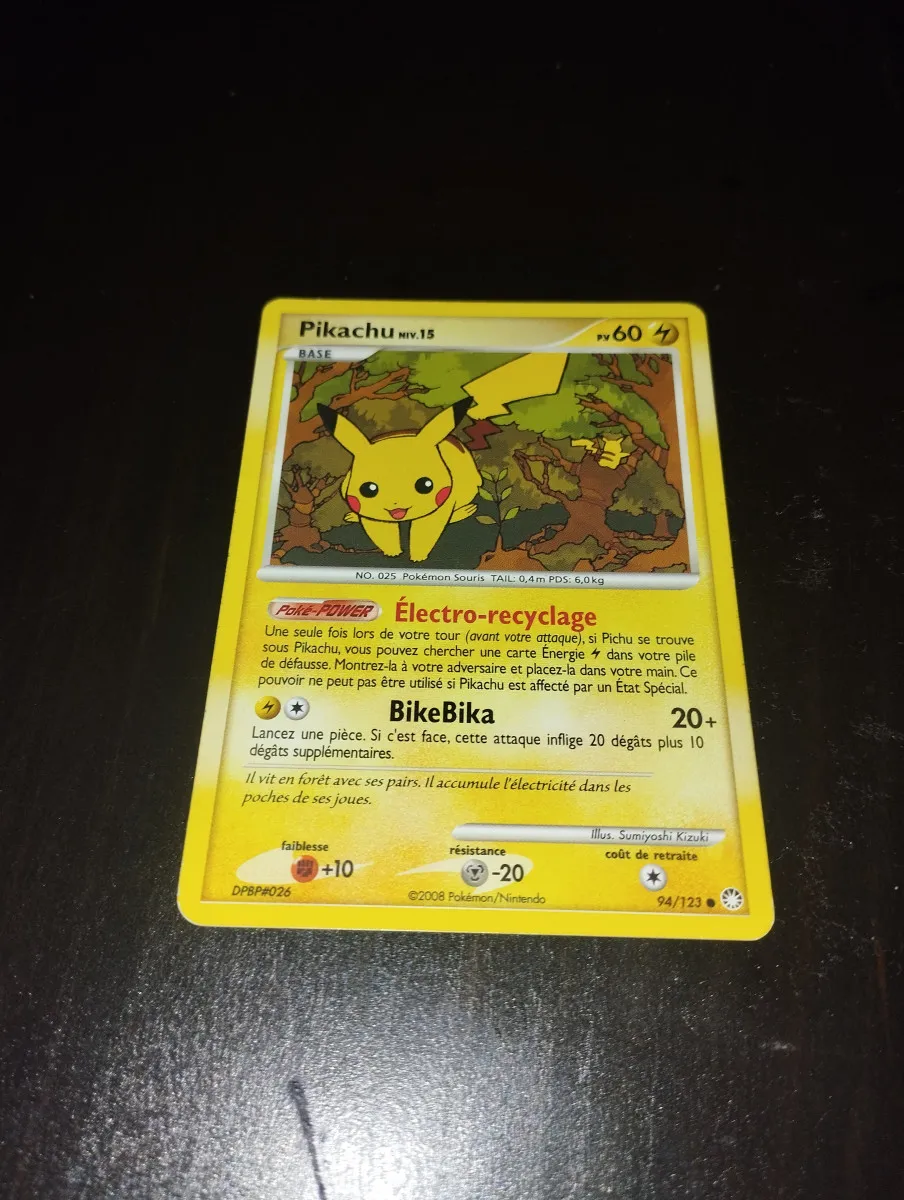 Pikachu NIV.15 PV 60
BASE
NO. 025 Pokémon Souris TAIL: 0,4m PDS: 6,0kg
Poké-POWER Électro-recyclage
Une seule fois lors de votre tour (avant votre attaque), si Pichu se trouve
sous Pikachu, vous pouvez chercher une carte Énergie dans votre pile
de défausse. Montrez-la à votre adversaire et placez-la dans votre main. Ce
pouvoir ne peut pas être utilisé si Pikachu est affecté par un État Spécial.
BikeBika 20+
Lancez une pièce. Si c'est face, cette attaque inflige 20 dégâts plus 10
dégâts supplémentaires.
Il vit en forêt avec ses pairs. Il accumule l'électricité dans les
poches de ses joues.
Illus. Sumiyoshi Kizuki
faiblesse résistance coût de retraite
+10 -20
DPBP#026 ©2008 Pokémon/Nintendo 94/123